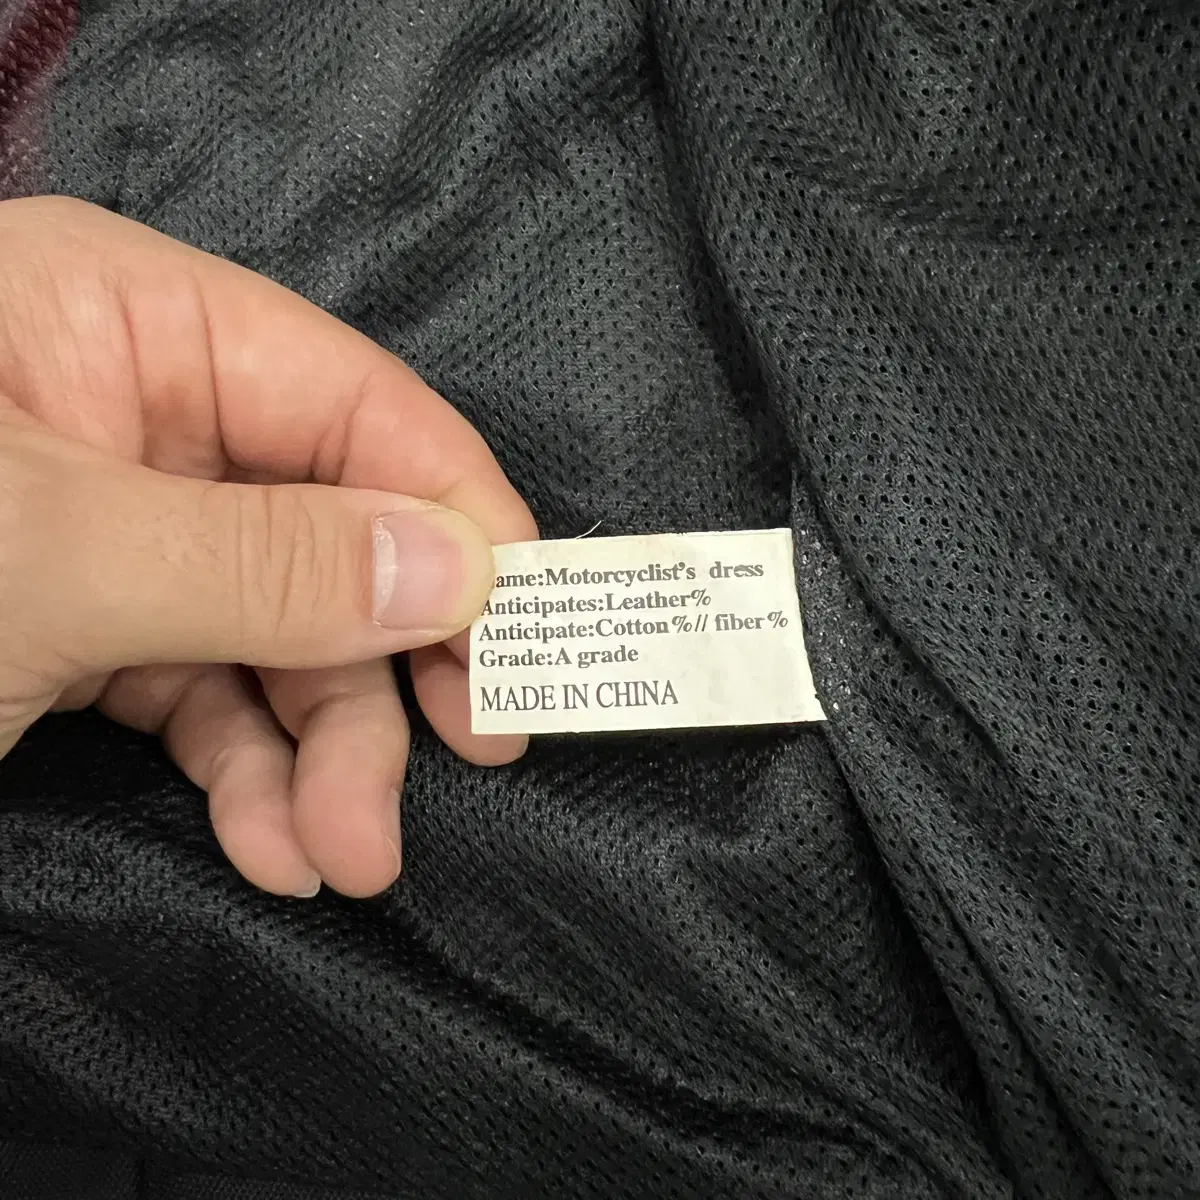 ame:Motorcyclist's dress
Anticipates:Leather%
Anticipate:Cotton%// fiber%
Grade:A grade
MADE IN CHINA